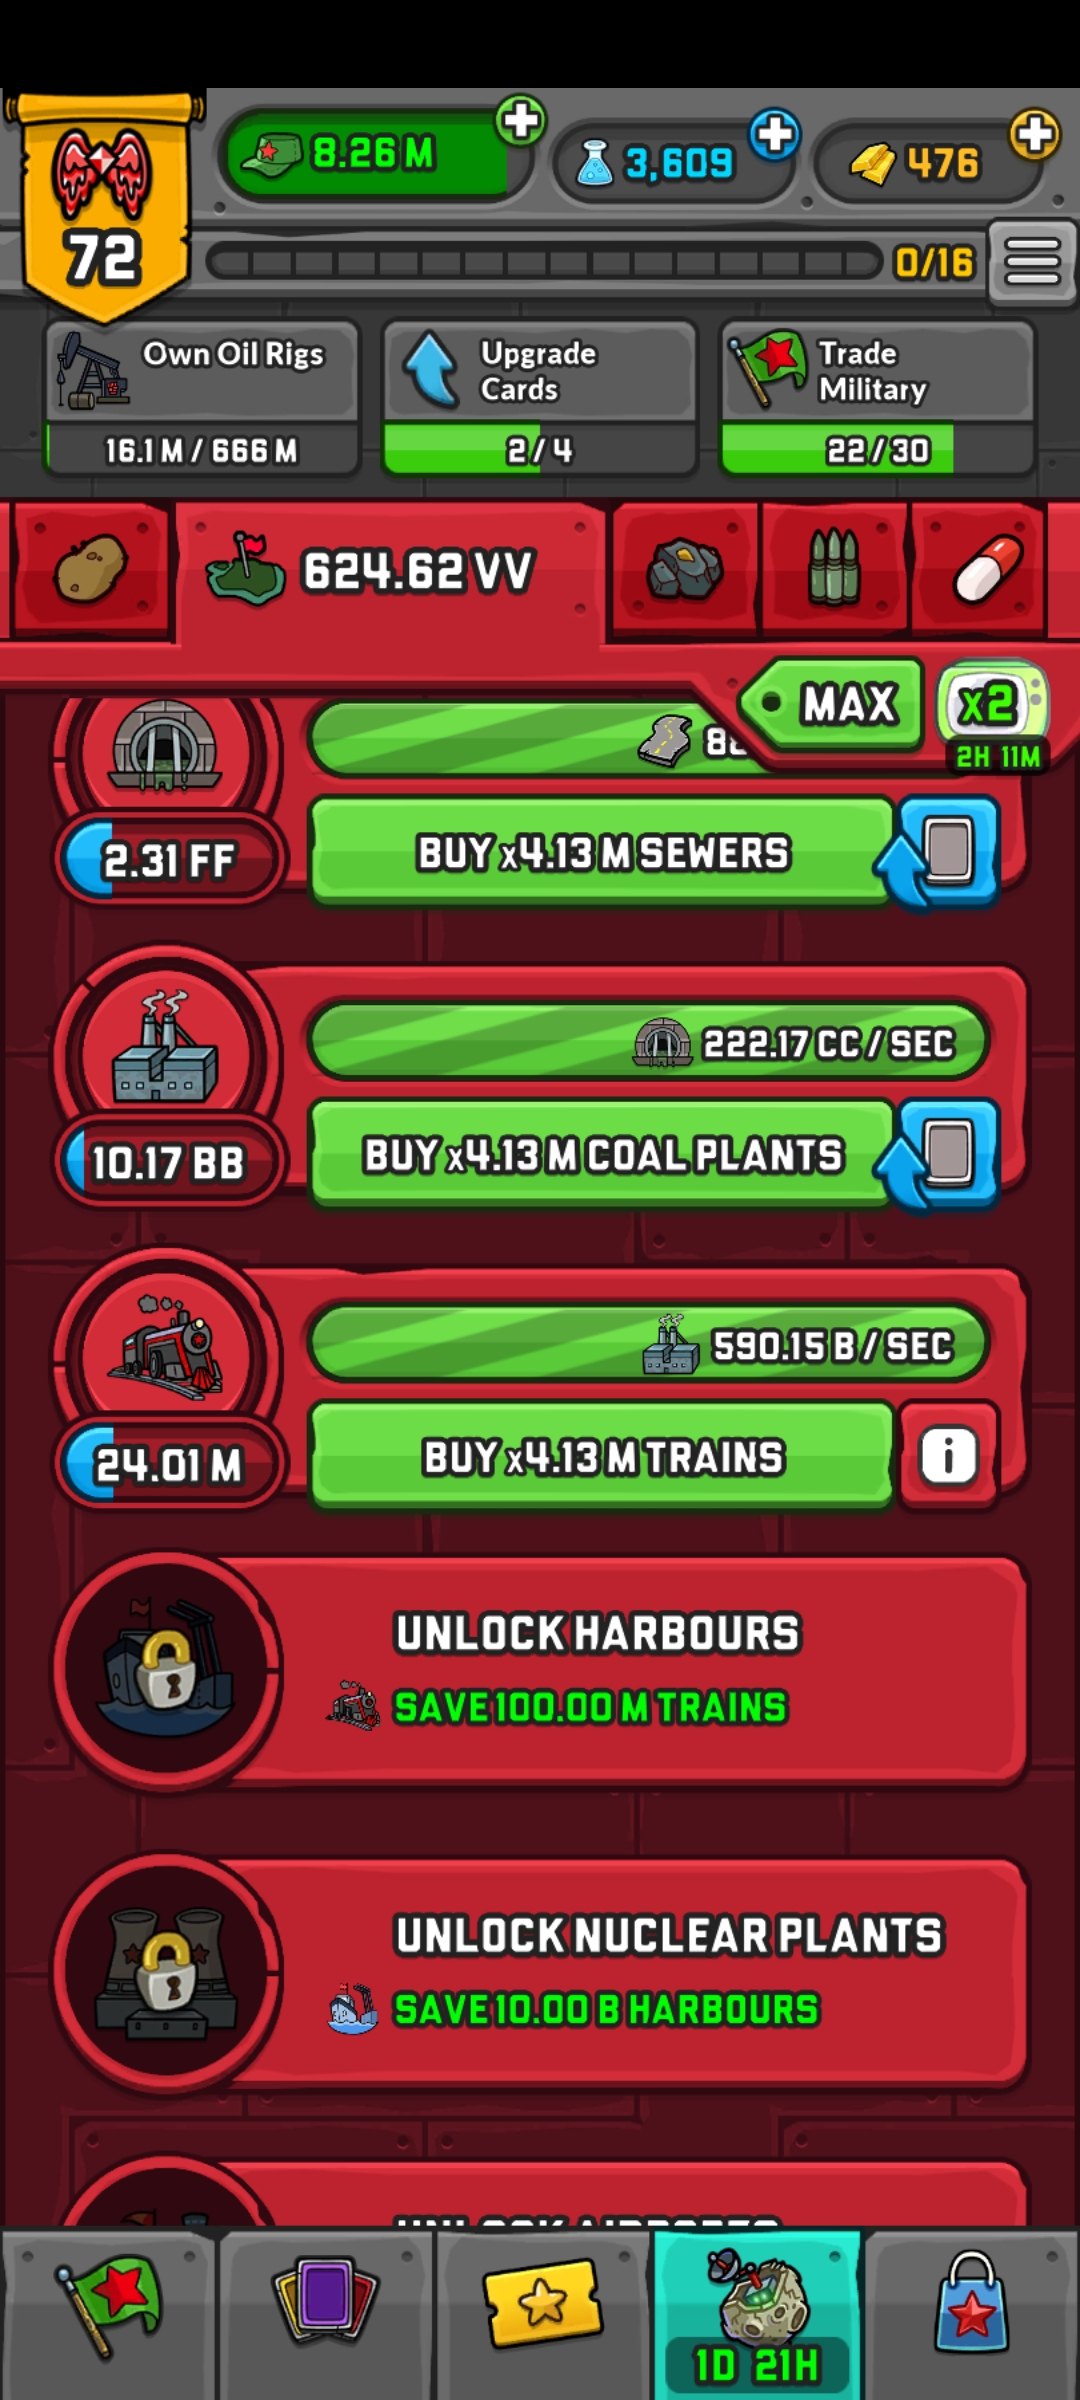 8.26 M
3,609
476
72
0/16
Own Oil Rigs
16.1 M / 666 M
Upgrade
Cards
2 / 4
Trade
Military
22 / 30
624.62 VV
MAX
x2
2H 11M
2.31 FF
BUY x4.13 M SEWERS
222.17 CC / SEC
10.17 BB
BUY x4.13 M COAL PLANTS
590.15 B / SEC
24.01 M
BUY x4.13 M TRAINS
i
UNLOCK HARBOURS
SAVE 100.00 M TRAINS
UNLOCK NUCLEAR PLANTS
SAVE 10.00 B HARBOURS
1D 21H